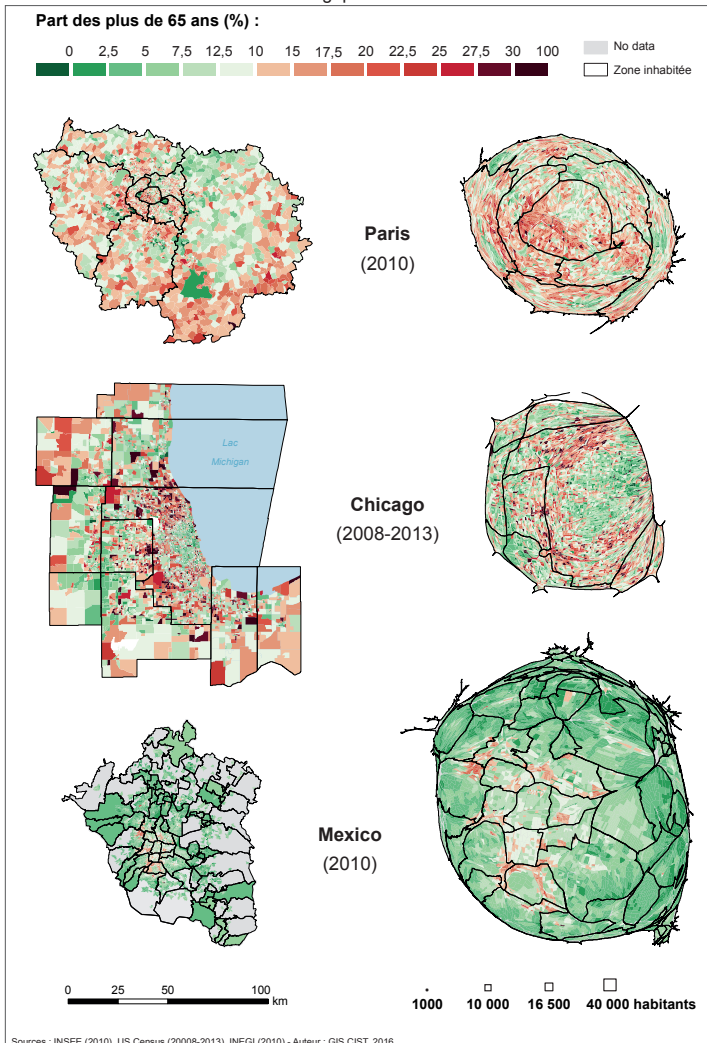 Part des plus de 65 ans (%) :
0 2,5 5 7,5 12,5 10 15 17,5 20 22,5 25 27,5 30 100
No data
Zone inhabitée
Paris
(2010)
Lac
Michigan
Chicago
(2008-2013)
Mexico
(2010)
0 25 50 100
km
1000 10 000 16 500 40 000 habitants
Sources : INSEE (2010), US Census (20008-2013), INEGI (2010) - Auteur : GIS CIST, 2016